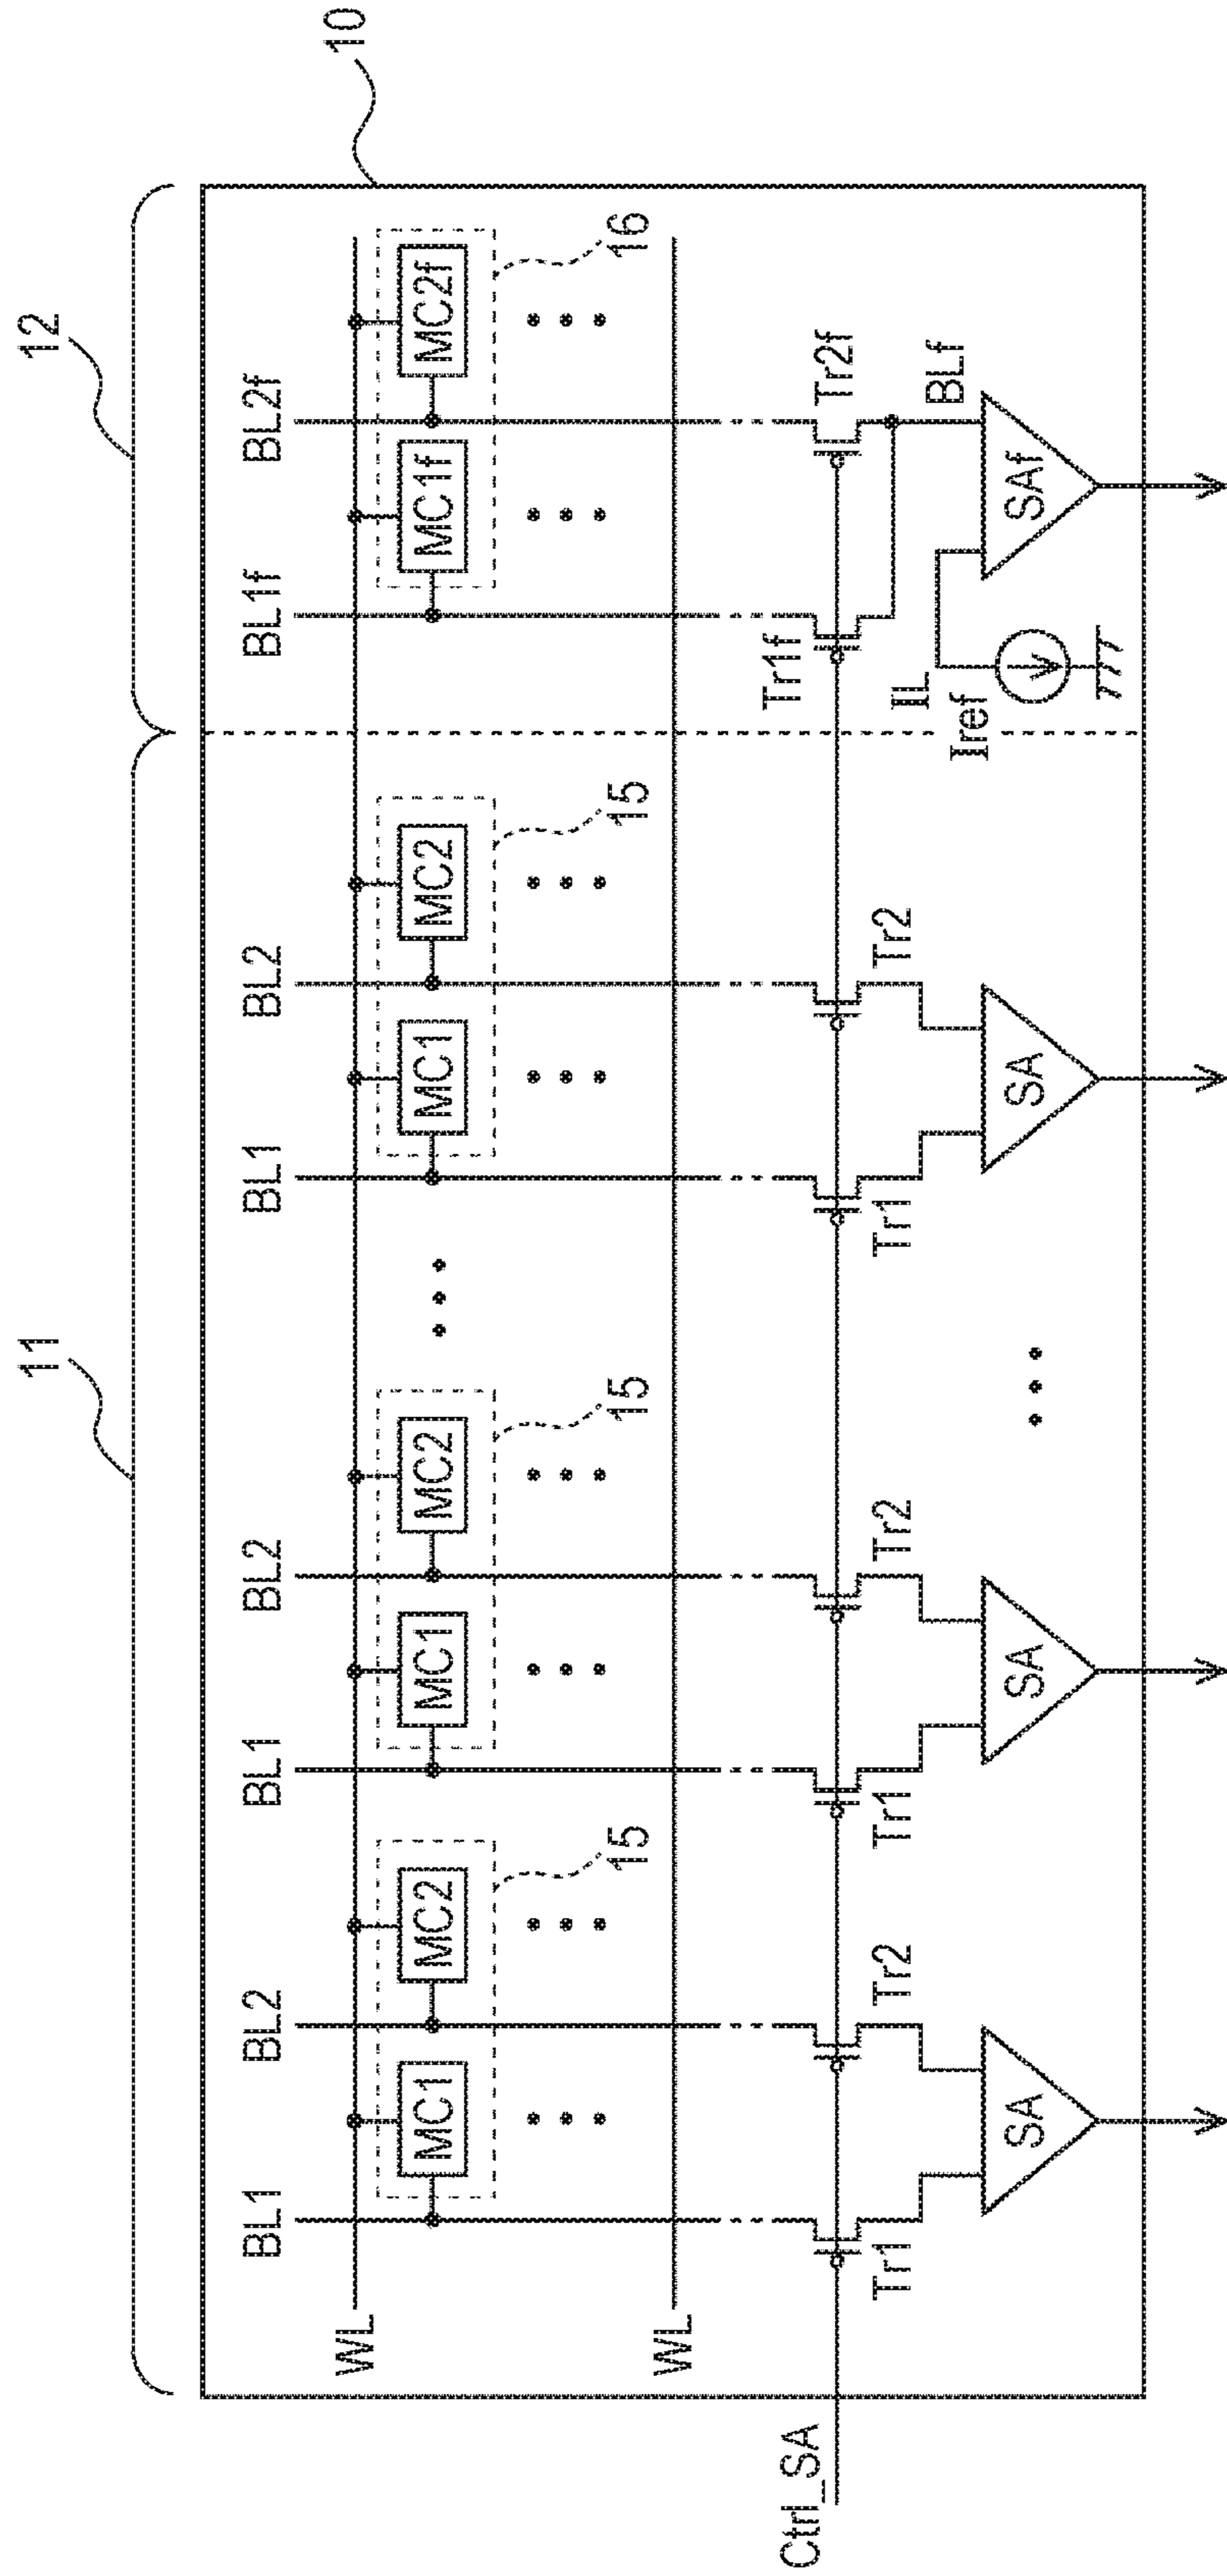 11
12
10
BL1
BL2
BL1
BL2
BL1
BL2
BL1f
BL2f
WL
MC1
MC2
MC1
MC2
MC1
MC2
MC1f
MC2f
15
15
15
16
WL
Ctrl_SA
Tr1
Tr2
Tr1
Tr2
Tr1
Tr2
Tr1f
Tr2f
IL
BLf
Iref
SA
SA
SA
SAf